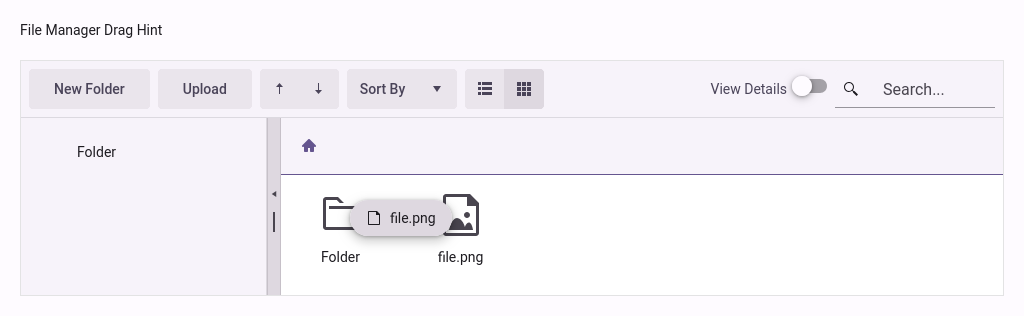 File Manager Drag Hint
New Folder
Upload
Sort By
View Details
Search...
Folder
file.png
Folder
file.png